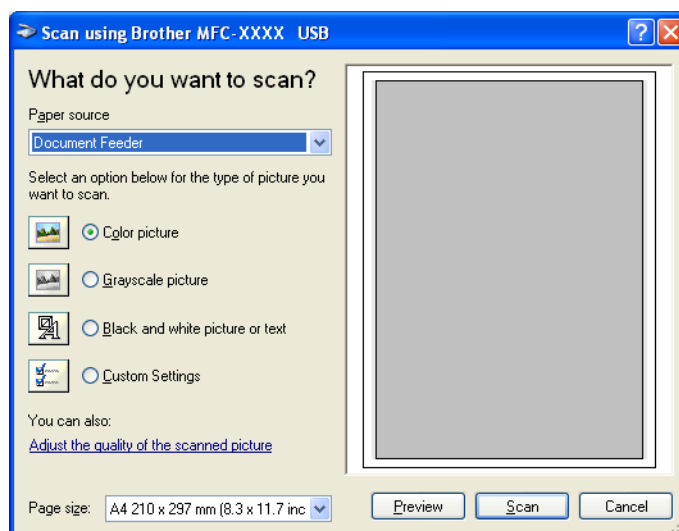 Scan using Brother MFC-XXXX USB
What do you want to scan?
Paper source
Document Feeder
Select an option below for the type of picture you
want to scan.
Color picture
Grayscale picture
Black and white picture or text
Custom Settings
You can also:
Adjust the quality of the scanned picture
Page size: A4 210 x 297 mm (8.3 x 11.7 inc
Preview Scan Cancel